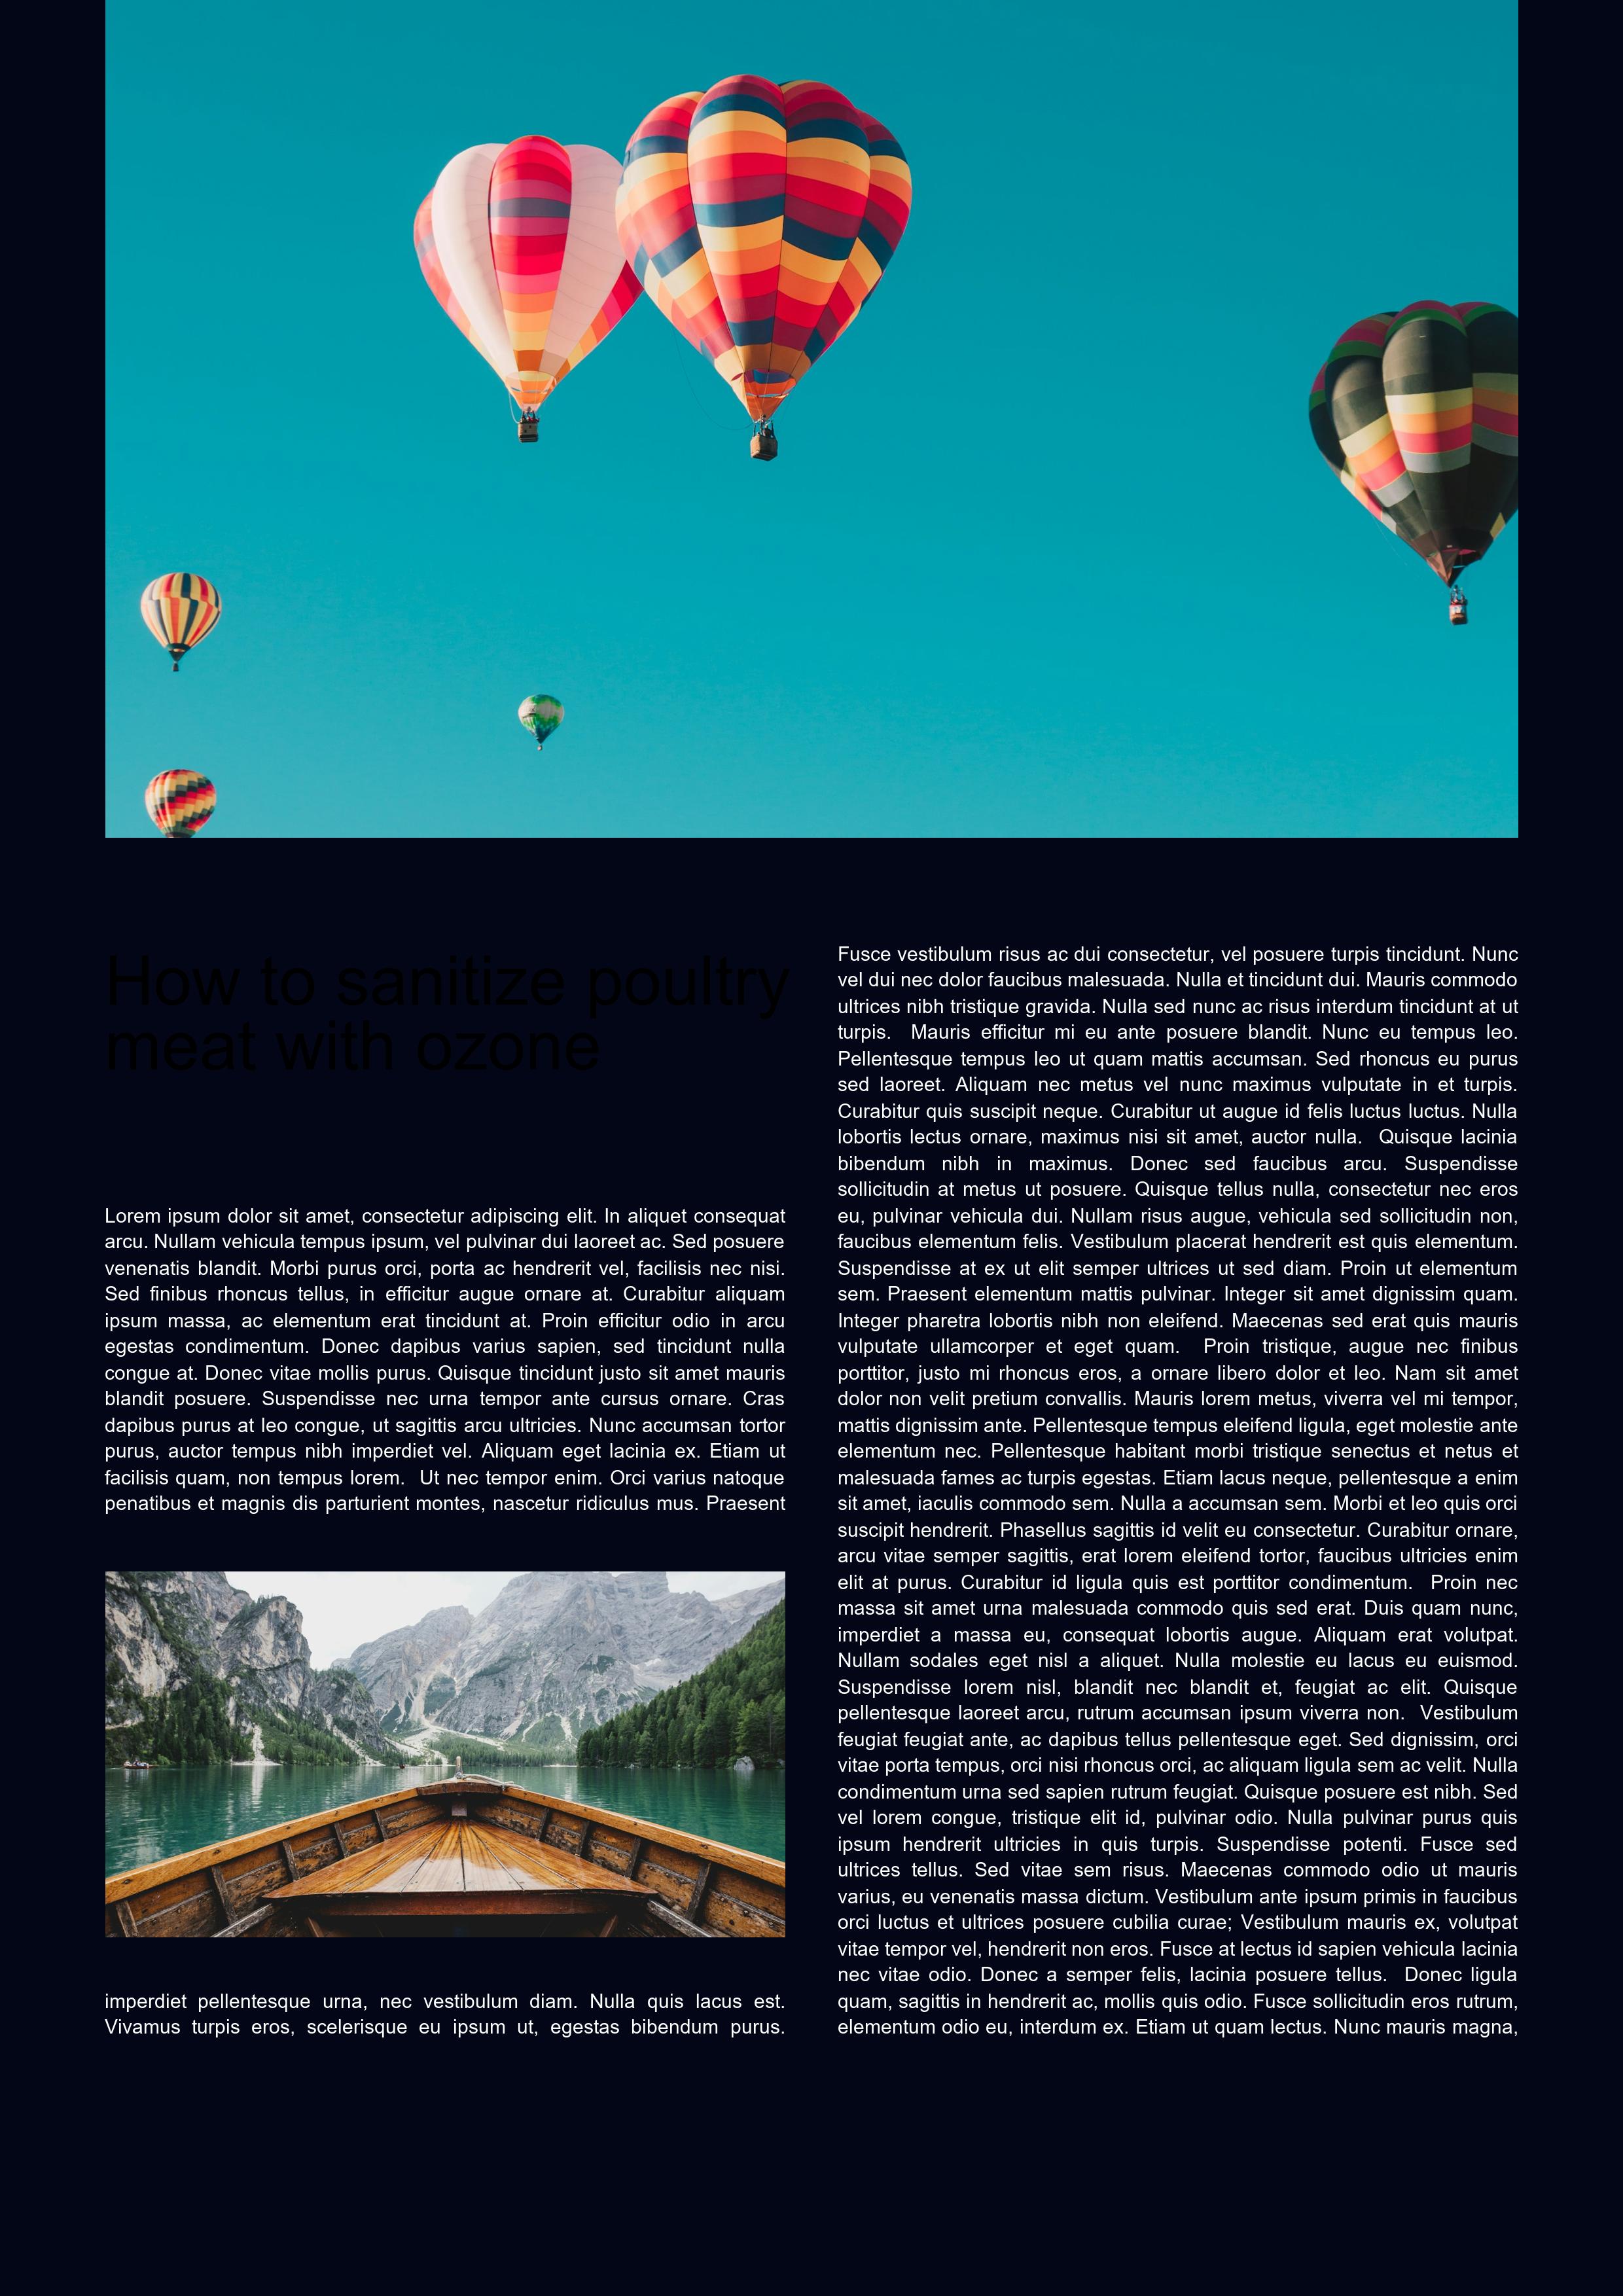 How to sanitize poultry
meat with ozone
Lorem ipsum dolor sit amet, consectetur adipiscing elit. In aliquet consequat
arcu. Nullam vehicula tempus ipsum, vel pulvinar dui laoreet ac. Sed posuere
venenatis blandit. Morbi purus orci, porta ac hendrerit vel, facilisis nec nisi.
Sed finibus rhoncus tellus, in efficitur augue ornare at. Curabitur aliquam
ipsum massa, ac elementum erat tincidunt at. Proin efficitur odio in arcu
egestas condimentum. Donec dapibus varius sapien, sed tincidunt nulla
congue at. Donec vitae mollis purus. Quisque tincidunt justo sit amet mauris
blandit posuere. Suspendisse nec urna tempor ante cursus ornare. Cras
dapibus purus at leo congue, ut sagittis arcu ultricies. Nunc accumsan tortor
purus, auctor tempus nibh imperdiet vel. Aliquam eget lacinia ex. Etiam ut
facilisis quam, non tempus lorem. Ut nec tempor enim. Orci varius natoque
penatibus et magnis dis parturient montes, nascetur ridiculus mus. Praesent
imperdiet pellentesque urna, nec vestibulum diam. Nulla quis lacus est.
Vivamus turpis eros, scelerisque eu ipsum ut, egestas bibendum purus.
Fusce vestibulum risus ac dui consectetur, vel posuere turpis tincidunt. Nunc
vel dui nec dolor faucibus malesuada. Nulla et tincidunt dui. Mauris commodo
ultrices nibh tristique gravida. Nulla sed nunc ac risus interdum tincidunt at ut
turpis. Mauris efficitur mi eu ante posuere blandit. Nunc eu tempus leo.
Pellentesque tempus leo ut quam mattis accumsan. Sed rhoncus eu purus
sed laoreet. Aliquam nec metus vel nunc maximus vulputate in et turpis.
Curabitur quis suscipit neque. Curabitur ut augue id felis luctus luctus. Nulla
lobortis lectus ornare, maximus nisi sit amet, auctor nulla. Quisque lacinia
bibendum nibh in maximus. Donec sed faucibus arcu. Suspendisse
sollicitudin at metus ut posuere. Quisque tellus nulla, consectetur nec eros
eu, pulvinar vehicula dui. Nullam risus augue, vehicula sed sollicitudin non,
faucibus elementum felis. Vestibulum placerat hendrerit est quis elementum.
Suspendisse at ex ut elit semper ultrices ut sed diam. Proin ut elementum
sem. Praesent elementum mattis pulvinar. Integer sit amet dignissim quam.
Integer pharetra lobortis nibh non eleifend. Maecenas sed erat quis mauris
vulputate ullamcorper et eget quam. Proin tristique, augue nec finibus
porttitor, justo mi rhoncus eros, a ornare libero dolor et leo. Nam sit amet
dolor non velit pretium convallis. Mauris lorem metus, viverra vel mi tempor,
mattis dignissim ante. Pellentesque tempus eleifend ligula, eget molestie ante
elementum nec. Pellentesque habitant morbi tristique senectus et netus et
malesuada fames ac turpis egestas. Etiam lacus neque, pellentesque a enim
sit amet, iaculis commodo sem. Nulla a accumsan sem. Morbi et leo quis orci
suscipit hendrerit. Phasellus sagittis id velit eu consectetur. Curabitur ornare,
arcu vitae semper sagittis, erat lorem eleifend tortor, faucibus ultricies enim
elit at purus. Curabitur id ligula quis est porttitor condimentum. Proin nec
massa sit amet urna malesuada commodo quis sed erat. Duis quam nunc,
imperdiet a massa eu, consequat lobortis augue. Aliquam erat volutpat.
Nullam sodales eget nisl a aliquet. Nulla molestie eu lacus eu euismod.
Suspendisse lorem nisl, blandit nec blandit et, feugiat ac elit. Quisque
pellentesque laoreet arcu, rutrum accumsan ipsum viverra non. Vestibulum
feugiat feugiat ante, ac dapibus tellus pellentesque eget. Sed dignissim, orci
vitae porta tempus, orci nisi rhoncus orci, ac aliquam ligula sem ac velit. Nulla
condimentum urna sed sapien rutrum feugiat. Quisque posuere est nibh. Sed
vel lorem congue, tristique elit id, pulvinar odio. Nulla pulvinar purus quis
ipsum hendrerit ultricies in quis turpis. Suspendisse potenti. Fusce sed
ultrices tellus. Sed vitae sem risus. Maecenas commodo odio ut mauris
varius, eu venenatis massa dictum. Vestibulum ante ipsum primis in faucibus
orci luctus et ultrices posuere cubilia curae; Vestibulum mauris ex, volutpat
vitae tempor vel, hendrerit non eros. Fusce at lectus id sapien vehicula lacinia
nec vitae odio. Donec a semper felis, lacinia posuere tellus. Donec ligula
quam, sagittis in hendrerit ac, mollis quis odio. Fusce sollicitudin eros rutrum,
elementum odio eu, interdum ex. Etiam ut quam lectus. Nunc mauris magna,